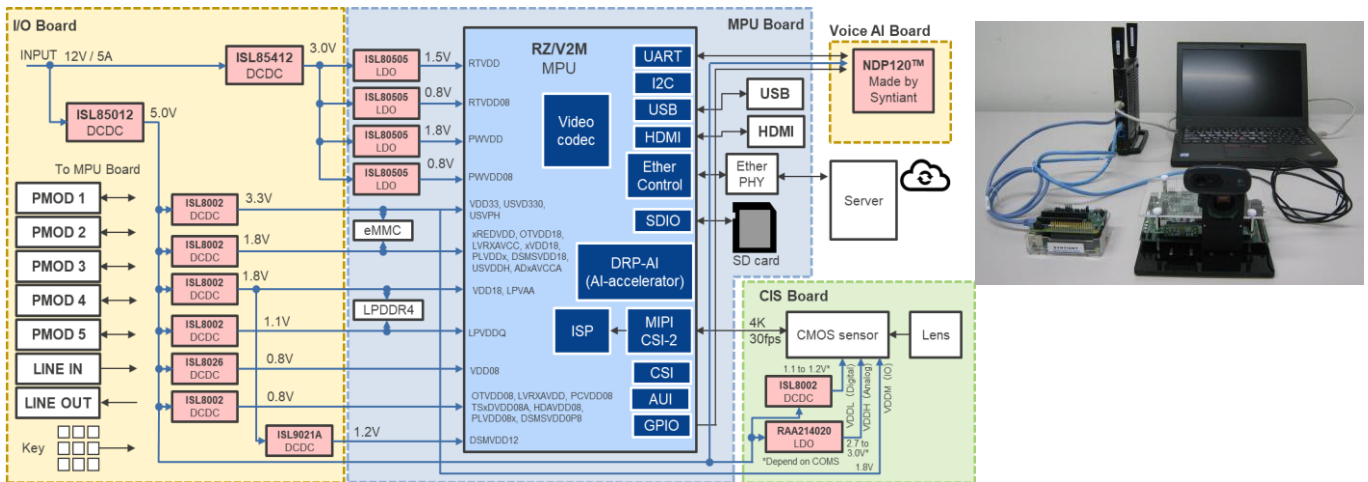 I/O Board
INPUT 12V / 5A
ISL85412
DCDC
3.0V
ISL85012
DCDC
5.0V
To MPU Board
PMOD 1
PMOD 2
PMOD 3
PMOD 4
PMOD 5
LINE IN
LINE OUT
Key
ISL8002
DCDC
3.3V
ISL8002
DCDC
1.8V
ISL8002
DCDC
1.8V
ISL8002
DCDC
1.1V
ISL8026
DCDC
0.8V
ISL8002
DCDC
0.8V
ISL9021A
DCDC
1.2V
MPU Board
ISL80505
LDO
1.5V
ISL80505
LDO
0.8V
ISL80505
LDO
1.8V
ISL80505
LDO
0.8V
eMMC
LPDDR4
RZ/V2M
MPU
RTVDD
RTVDD08
PWVDD
PWVDD08
VDD33, USVD330,
USVPH
xREDVDD, OTVDD18,
LVRXAVCC, xVDD18,
PLVDDx, DSMSVDD18,
USVDDH, ADxAVCCA
VDD18, LPVAA
LPVDDQ
VDD08
OTVDD08, LVRXAVDD, PCVDD08
TSxDVDD08A, HDAVDD08,
PLVDD08x, DSMSVDD0P8
DSMVDD12
Video
codec
UART
I2C
USB
HDMI
Ether
Control
SDIO
DRP-AI
(AI-accelerator)
ISP
MIPI
CSI-2
CSI
AUI
GPIO
USB
HDMI
Ether
PHY
SD card
Voice AI Board
NDP120™
Made by
Syntiant
Server
CIS Board
4K
30fps
CMOS sensor
Lens
1.1 to 1.2V*
ISL8002
DCDC
VDDL (Digital)
VDDH (Analog)
VDDM (IO)
RAA214020
LDO
2.7 to
3.0V*
*Depend on COMS
1.8V
SYNTIANT